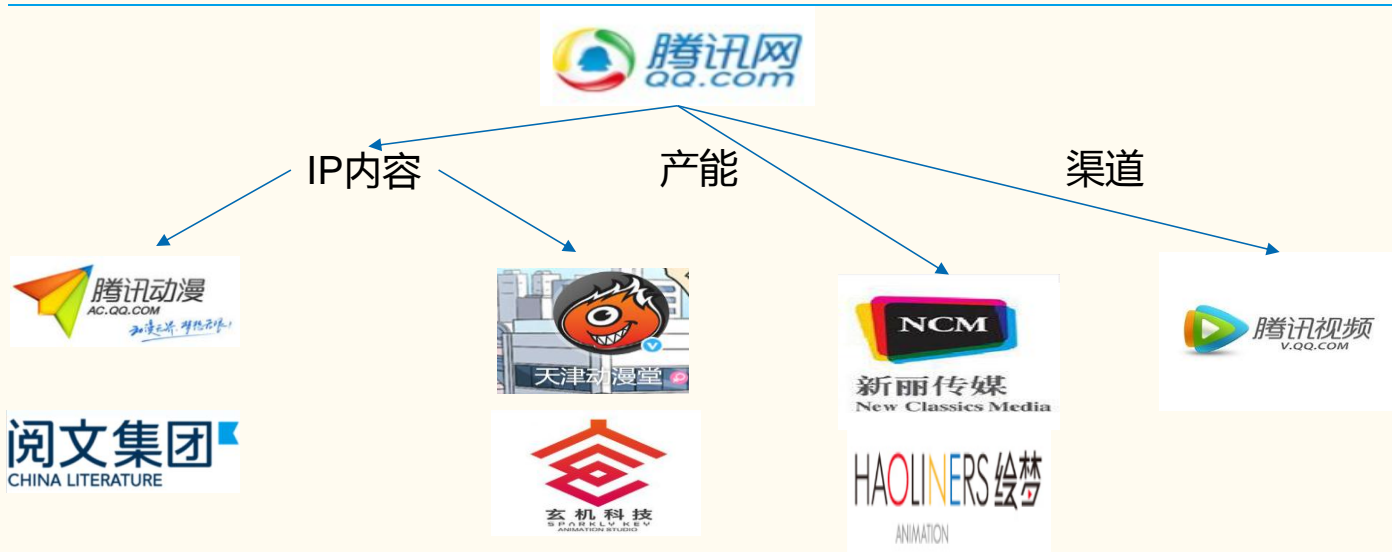 腾讯网
QQ.com
IP内容
产能
渠道
腾讯动漫
AC.QQ.COM
天津动漫堂
NCM
新丽传媒
New Classics Media
腾讯视频
V.QQ.COM
阅文集团
CHINA LITERATURE
玄机科技
SPARKLY KEY
ANIMATION STUDIO
HAOLINERS 绘梦
ANIMATION